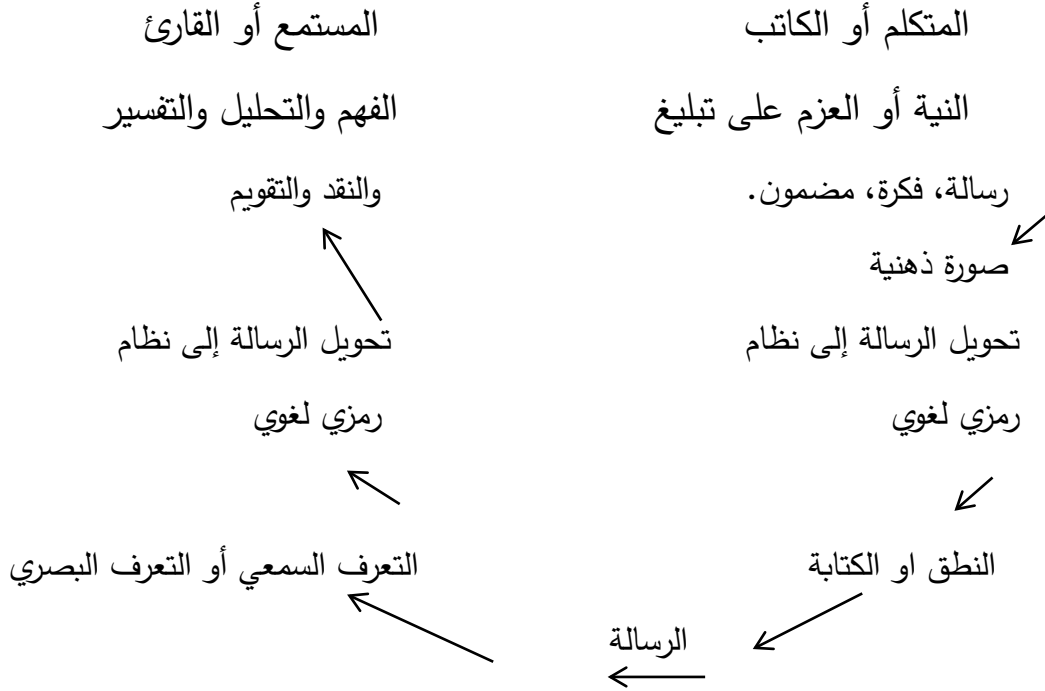 المتكلم أو الكاتب
المستمع أو القارئ
النية أو العزم على تبليغ
الفهم والتحليل والتفسير
رسالة، فكرة، مضمون.
والنقد والتقويم
صورة ذهنية
تحويل الرسالة إلى نظام
تحويل الرسالة إلى نظام
رمزي لغوي
رمزي لغوي
النطق او الكتابة
التعرف السمعي أو التعرف البصري
الرسالة